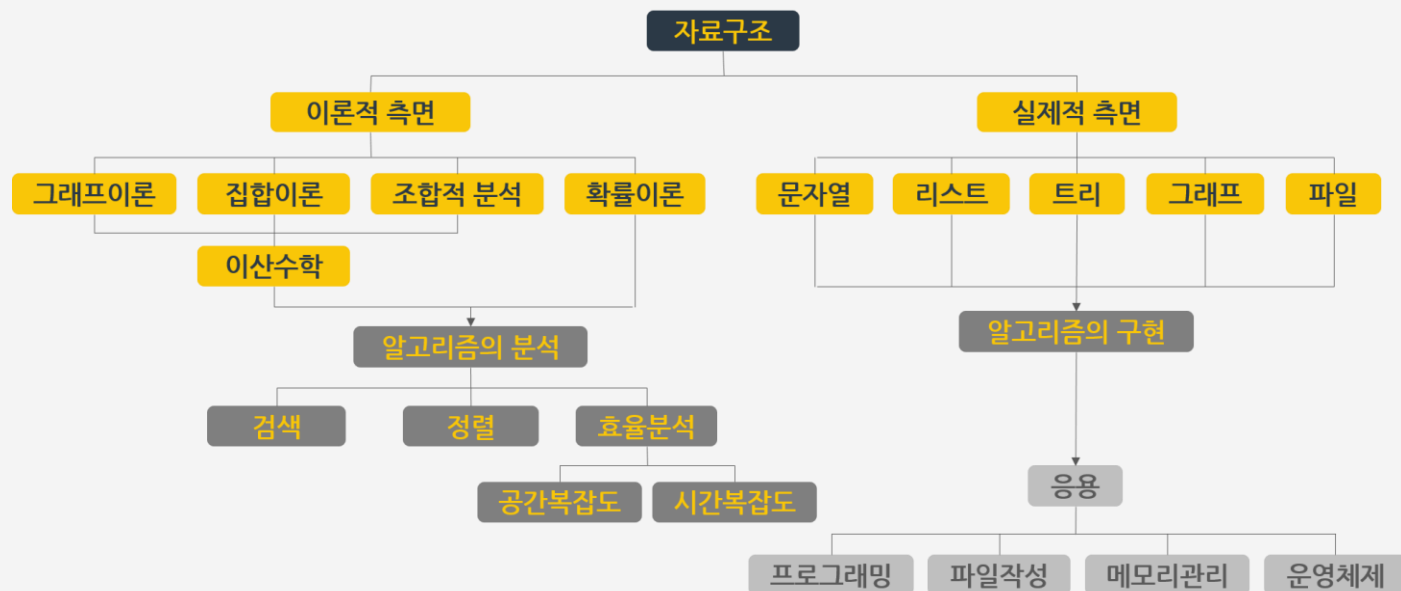 자료구조
이론적 측면
실제적 측면
그래프이론
집합이론
조합적 분석
확률이론
문자열
리스트
트리
그래프
파일
이산수학
알고리즘의 분석
알고리즘의 구현
검색
정렬
효율분석
응용
공간복잡도
시간복잡도
프로그래밍
파일작성
메모리관리
운영체제